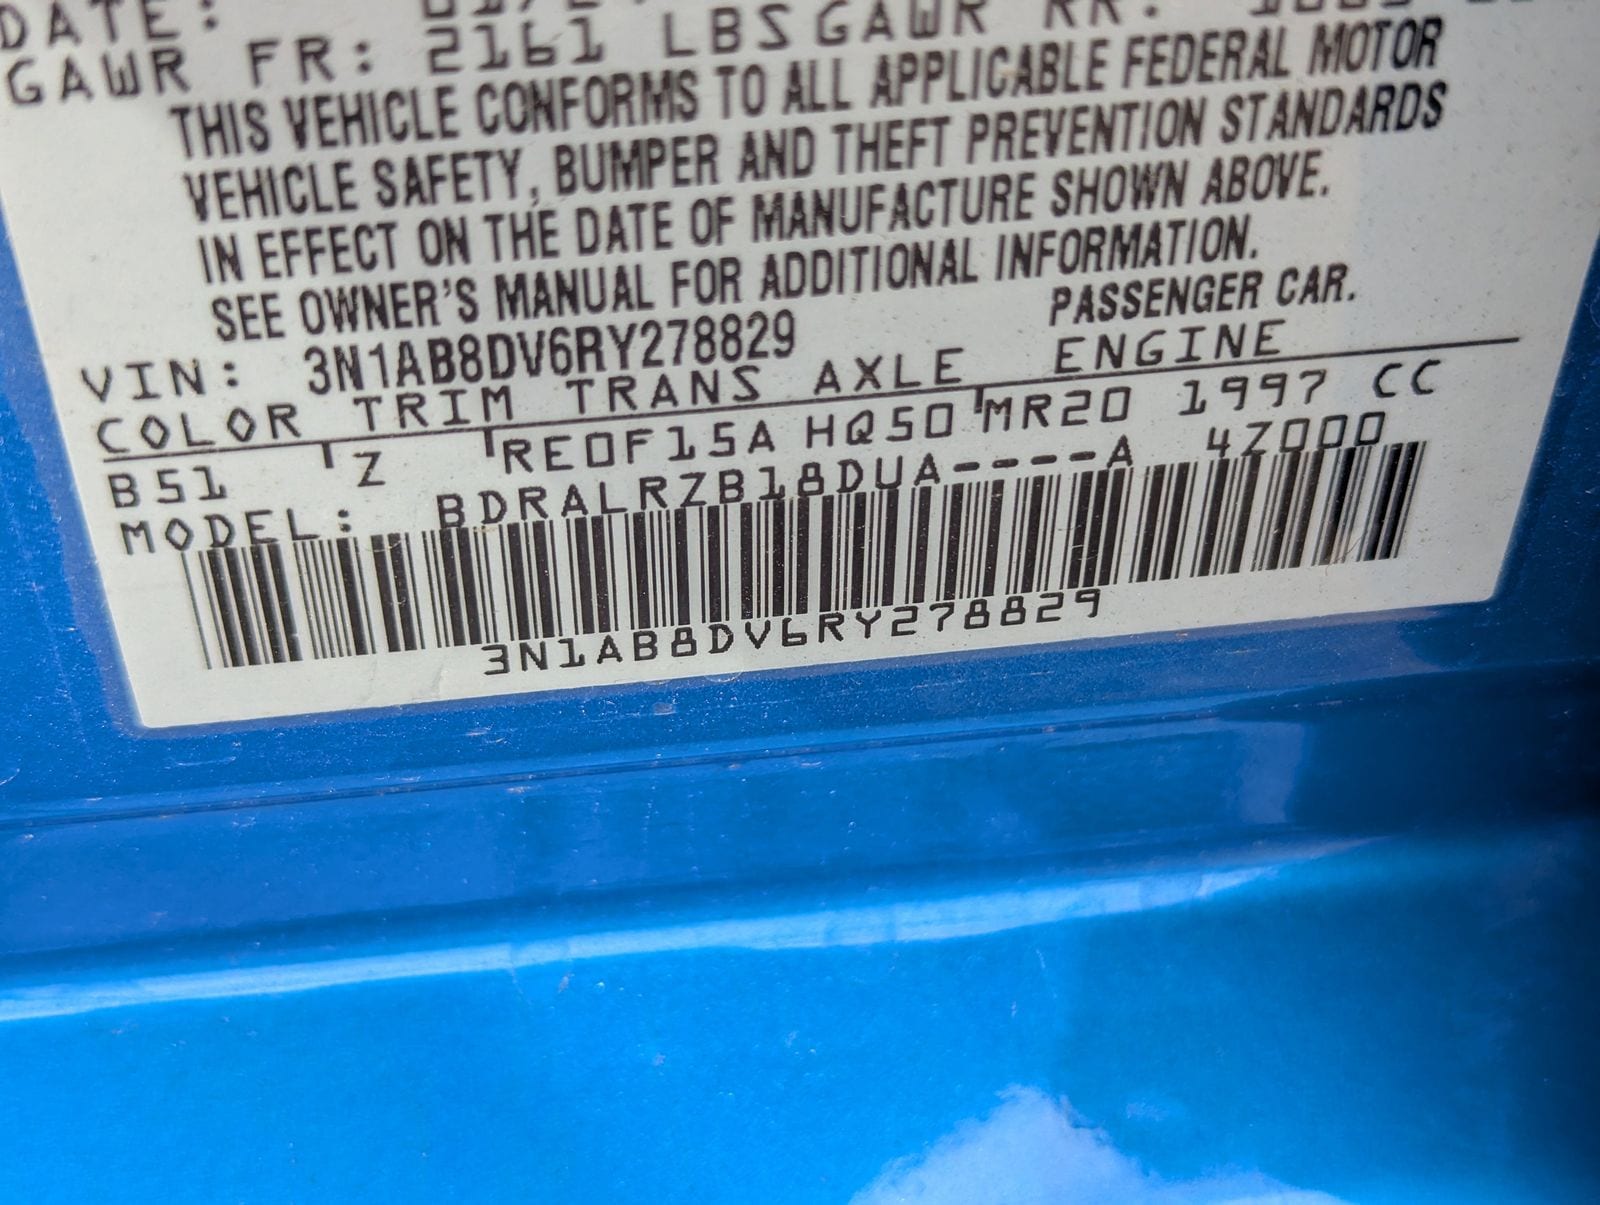 DATE:
GAWR FR: 2161 LBS GAWR RR:
THIS VEHICLE CONFORMS TO ALL APPLICABLE FEDERAL MOTOR
VEHICLE SAFETY, BUMPER AND THEFT PREVENTION STANDARDS
IN EFFECT ON THE DATE OF MANUFACTURE SHOWN ABOVE.
SEE OWNER'S MANUAL FOR ADDITIONAL INFORMATION.
PASSENGER CAR.
VIN: 3N1AB8DV6RY278829
COLOR TRIM TRANS AXLE ENGINE
B51 Z RE0F15A HQ50 MR20 1997 CC
MODEL: BDRALRZB18DUA----A 4Z000
3N1AB8DV6RY278829